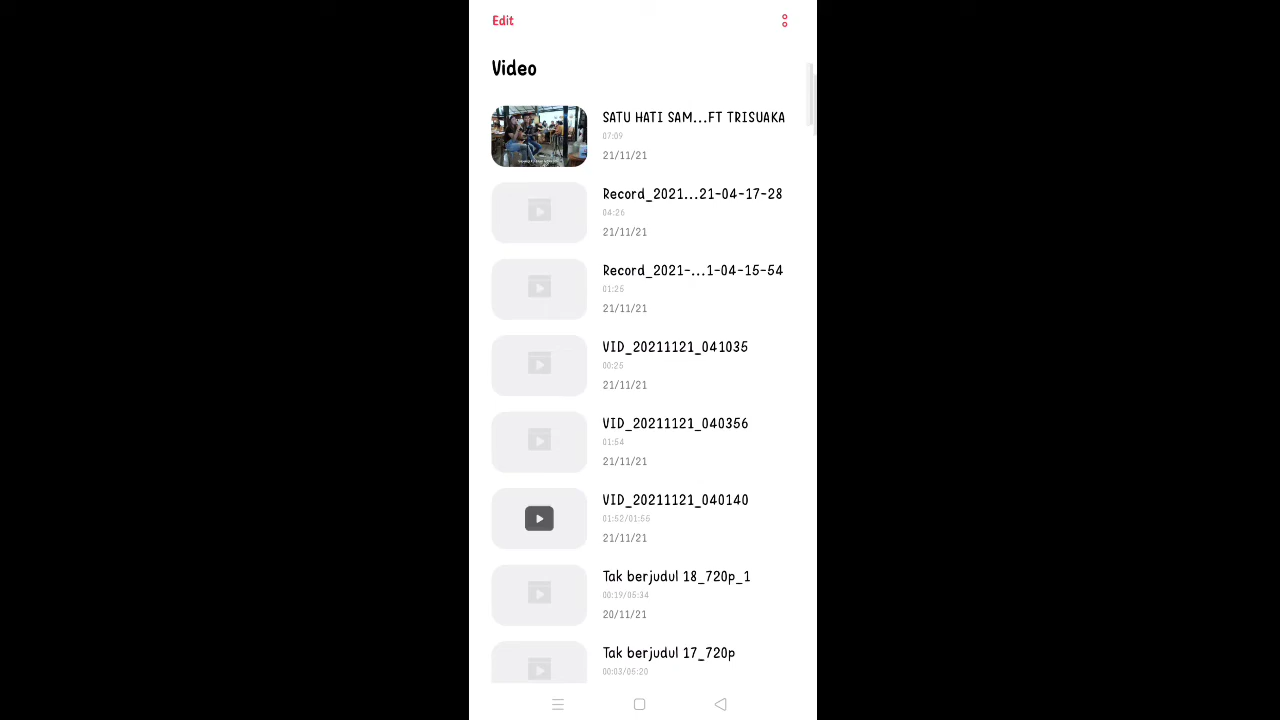 Edit
Video
SATU HATI SAM...FT TRISUAKA
07:09
21/11/21
Record_2021...21-04-17-28
04:26
21/11/21
Record_2021-...1-04-15-54
01:25
21/11/21
VID_20211121_041035
00:25
21/11/21
VID_20211121_040356
01:54
21/11/21
VID_20211121_040140
01:52/01:56
21/11/21
Tak berjudul 18_720p_1
00:19/05:34
20/11/21
Tak berjudul 17_720p
00:03/05:20